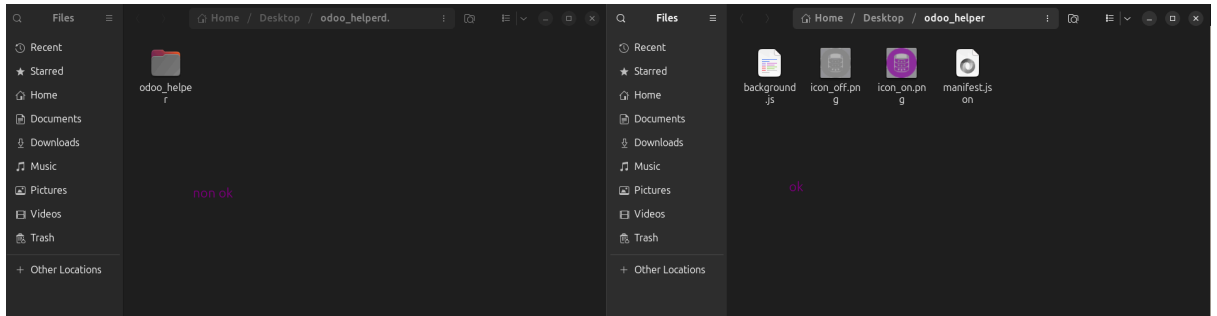 Files
Home / Desktop / odoo_helperd.
Recent
Starred
Home
Documents
Downloads
Music
Pictures
Videos
Trash
+ Other Locations
odoo_helpe
r
non ok
Files
Home / Desktop / odoo_helper
Recent
Starred
Home
Documents
Downloads
Music
Pictures
Videos
Trash
+ Other Locations
background
.js
icon_off.pn
g
icon_on.pn
g
manifest.js
on
ok